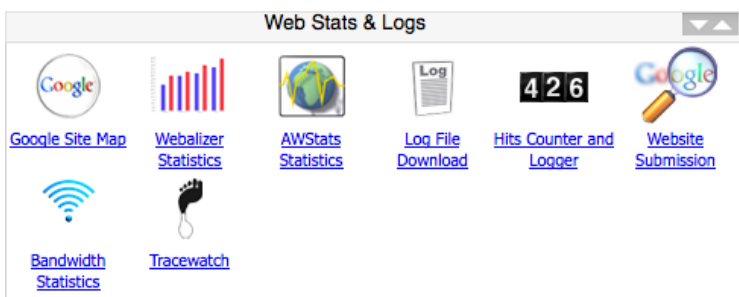 Web Stats & Logs
Google
Log
426
Google
Google Site Map
Webalizer Statistics
AWStats Statistics
Log File Download
Hits Counter and Logger
Website Submission
Bandwidth Statistics
Tracewatch